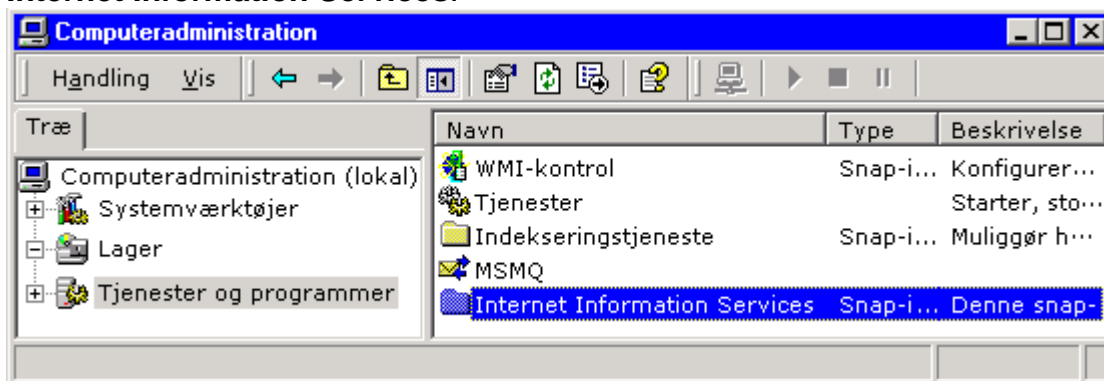 Internet Information Services.
Computeradministration
Handling Vis
Træ
Navn Type Beskrivelse
Computeradministration (lokal)
Systemværktøjer
Lager
Tjenester og programmer
WMI-kontrol Snap-i... Konfigurer...
Tjenester Starter, sto...
Indekseringstjeneste Snap-i... Muliggør h...
MSMQ
Internet Information Services Snap-i... Denne snap-